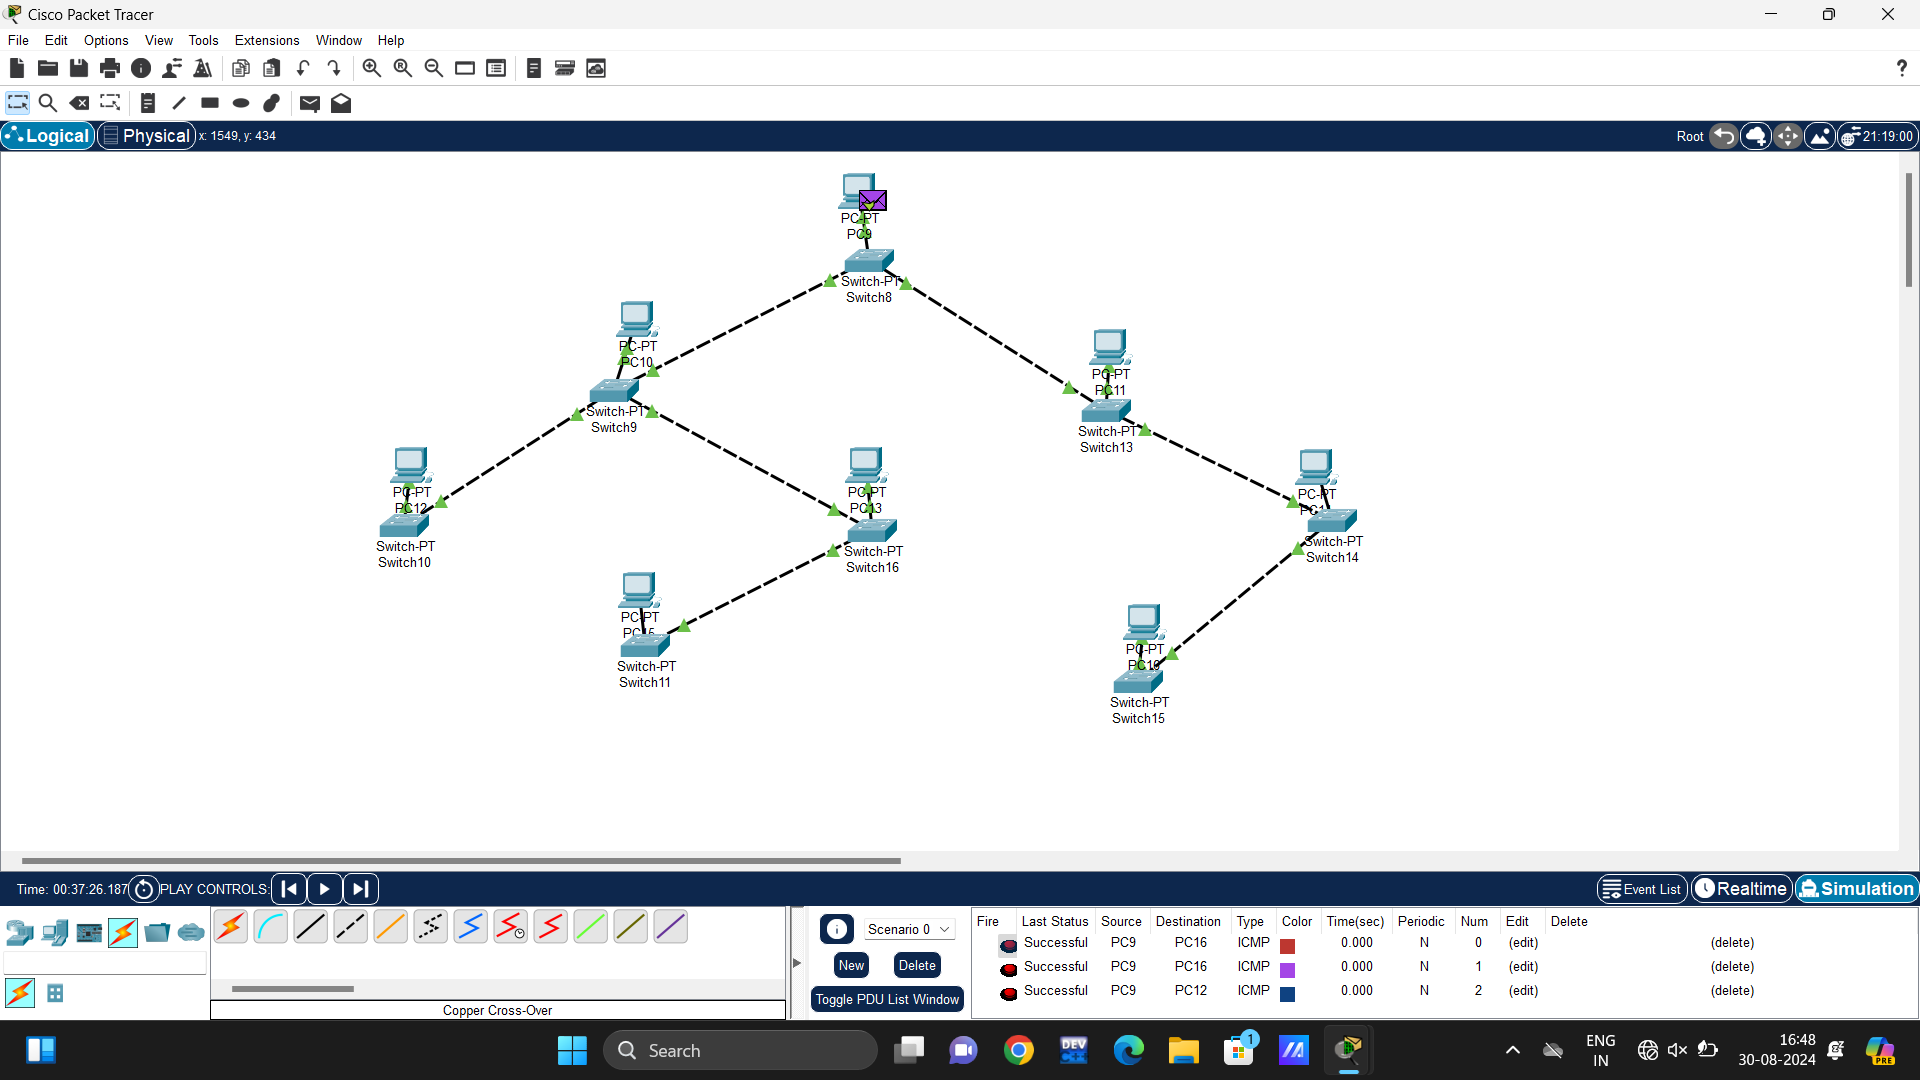 Cisco Packet Tracer
File Edit Options View Tools Extensions Window Help
?
Logical Physical x: 1549, y: 434 Root 21:19:00
PC-PT
PC9
Switch-PT
Switch8
PC-PT
PC10
Switch-PT
Switch9
PC-PT
PC11
Switch-PT
Switch13
PC-PT
PC12
Switch-PT
Switch10
PC-PT
PC13
Switch-PT
Switch16
PC-PT
Switch-PT
Switch14
PC-PT
PC15
Switch-PT
Switch11
PC-PT
Switch-PT
Switch15
Time: 00:37:26.187 PLAY CONTROLS: Event List Realtime Simulation
Scenario 0
New Delete
Toggle PDU List Window
Copper Cross-Over
Fire Last Status Source Destination Type Color Time(sec) Periodic Num Edit Delete
Successful PC9 PC16 ICMP 0.000 N 0 (edit) (delete)
Successful PC9 PC16 ICMP 0.000 N 1 (edit) (delete)
Successful PC9 PC12 ICMP 0.000 N 2 (edit) (delete)
Search
DEV
C++
1
ENG
IN
16:48
30-08-2024
PRE